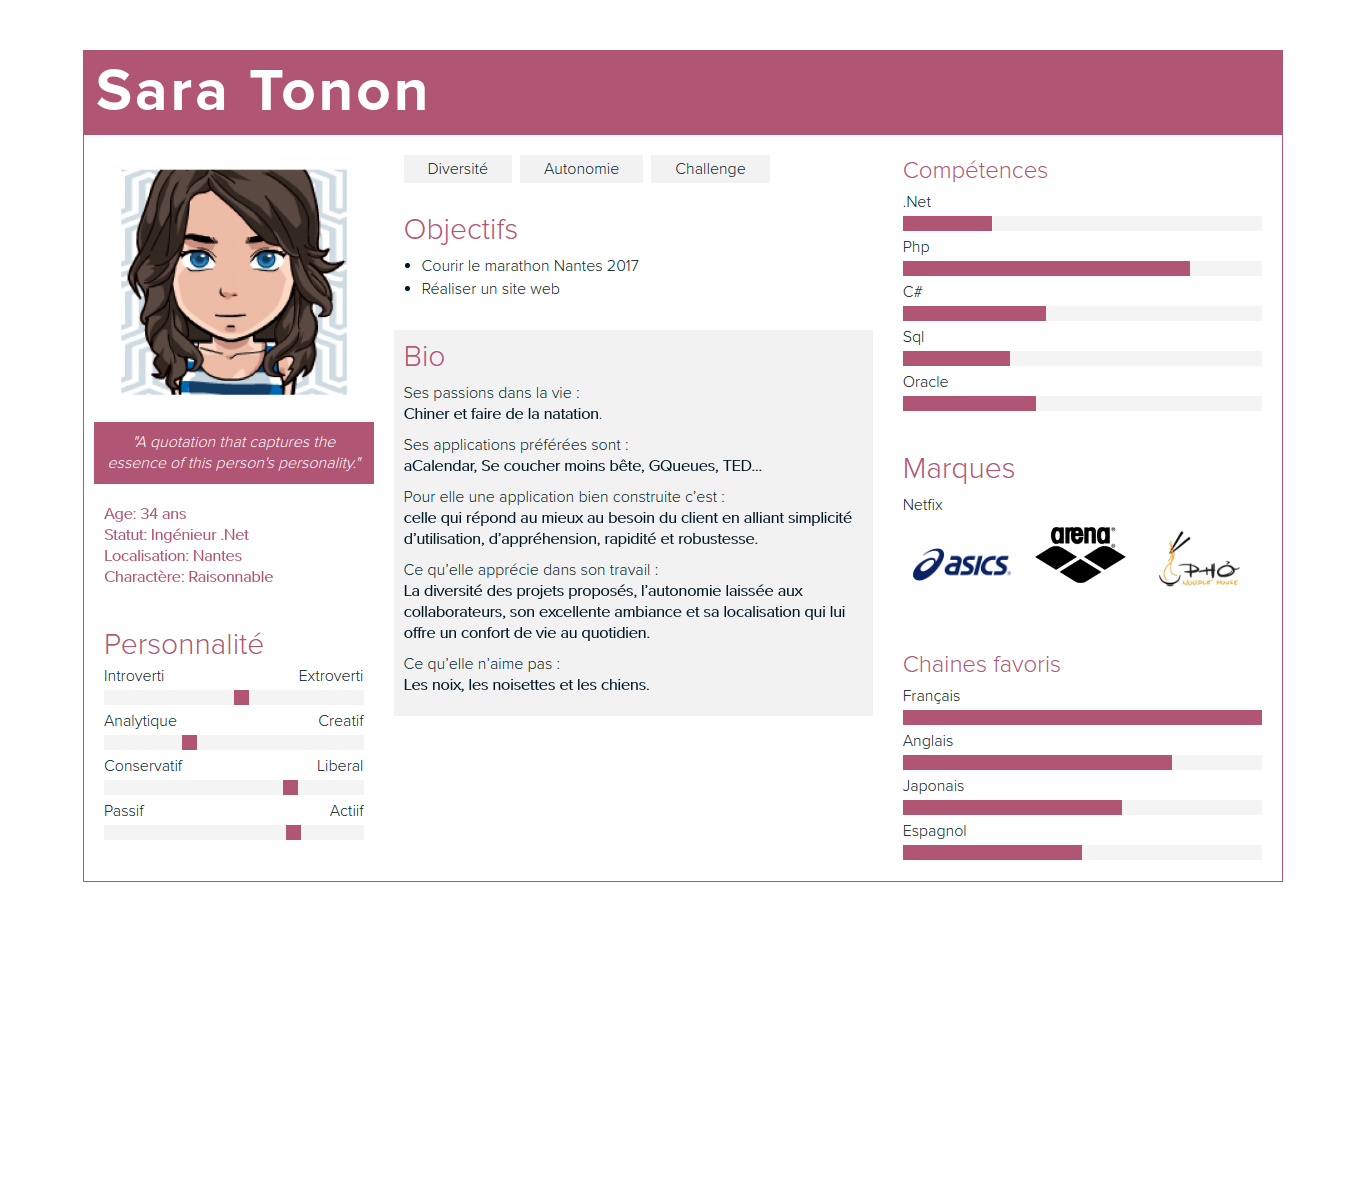 Sara Tonon
"A quotation that captures the
essence of this person's personality."
Age: 34 ans
Statut: Ingénieur .Net
Localisation: Nantes
Charactère: Raisonnable
Personnalité
Introverti Extroverti
Analytique Creatif
Conservatif Liberal
Passif Actiif
Diversité Autonomie Challenge
Objectifs
• Courir le marathon Nantes 2017
• Réaliser un site web
Bio
Ses passions dans la vie :
Chiner et faire de la natation.
Ses applications préférées sont :
aCalendar, Se coucher moins bête, GQueues, TED...
Pour elle une application bien construite c’est :
celle qui répond au mieux au besoin du client en alliant simplicité
d’utilisation, d’appréhension, rapidité et robustesse.
Ce qu’elle apprécie dans son travail :
La diversité des projets proposés, l’autonomie laissée aux
collaborateurs, son excellente ambiance et sa localisation qui lui
offre un confort de vie au quotidien.
Ce qu’elle n’aime pas :
Les noix, les noisettes et les chiens.
Compétences
.Net
Php
C#
Sql
Oracle
Marques
Netfix
asics
arena
PHỞ
NOODLE HOUSE
Chaines favoris
Français
Anglais
Japonais
Espagnol